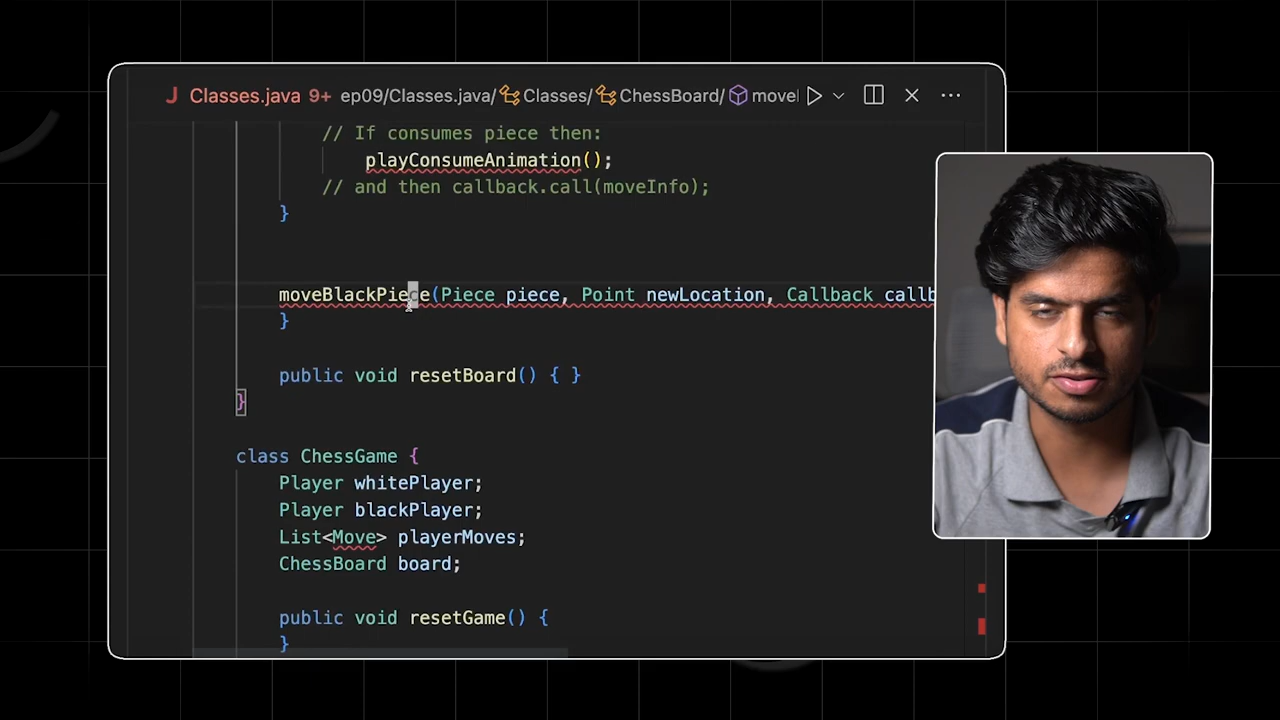 Classes.java 9+ ep09/Classes.java/ Classes/ ChessBoard/ movel
// If consumes piece then:
playConsumeAnimation();
// and then callback.call(moveInfo);
}
moveBlackPiece(Piece piece, Point newLocation, Callback callb
}
public void resetBoard() { }
}
class ChessGame {
Player whitePlayer;
Player blackPlayer;
List<Move> playerMoves;
ChessBoard board;
public void resetGame() {
}